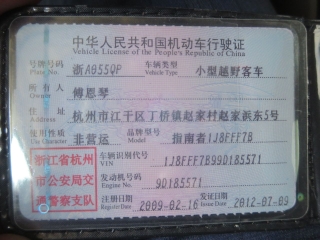 中华人民共和国机动车行驶证
Vehicle License of the People's Republic of China
号牌号码 浙A055QP 车辆类型 小型越野客车
Plate No. Vehicle Type
所有人 傅恩琴
Owner
住址 杭州市江干区丁桥镇赵家村赵家浜东5号
Address
使用性质 非营运 品牌型号 指南者1J8FFF7B
Use Character Model
浙江省杭州
市公安局交
通警察支队
车辆识别代号 1J8FFF7B99D185571
VIN
发动机号码 9D185571
Engine No.
注册日期 2009-02-16 发证日期 2012-07-09
Register Date Issue Date